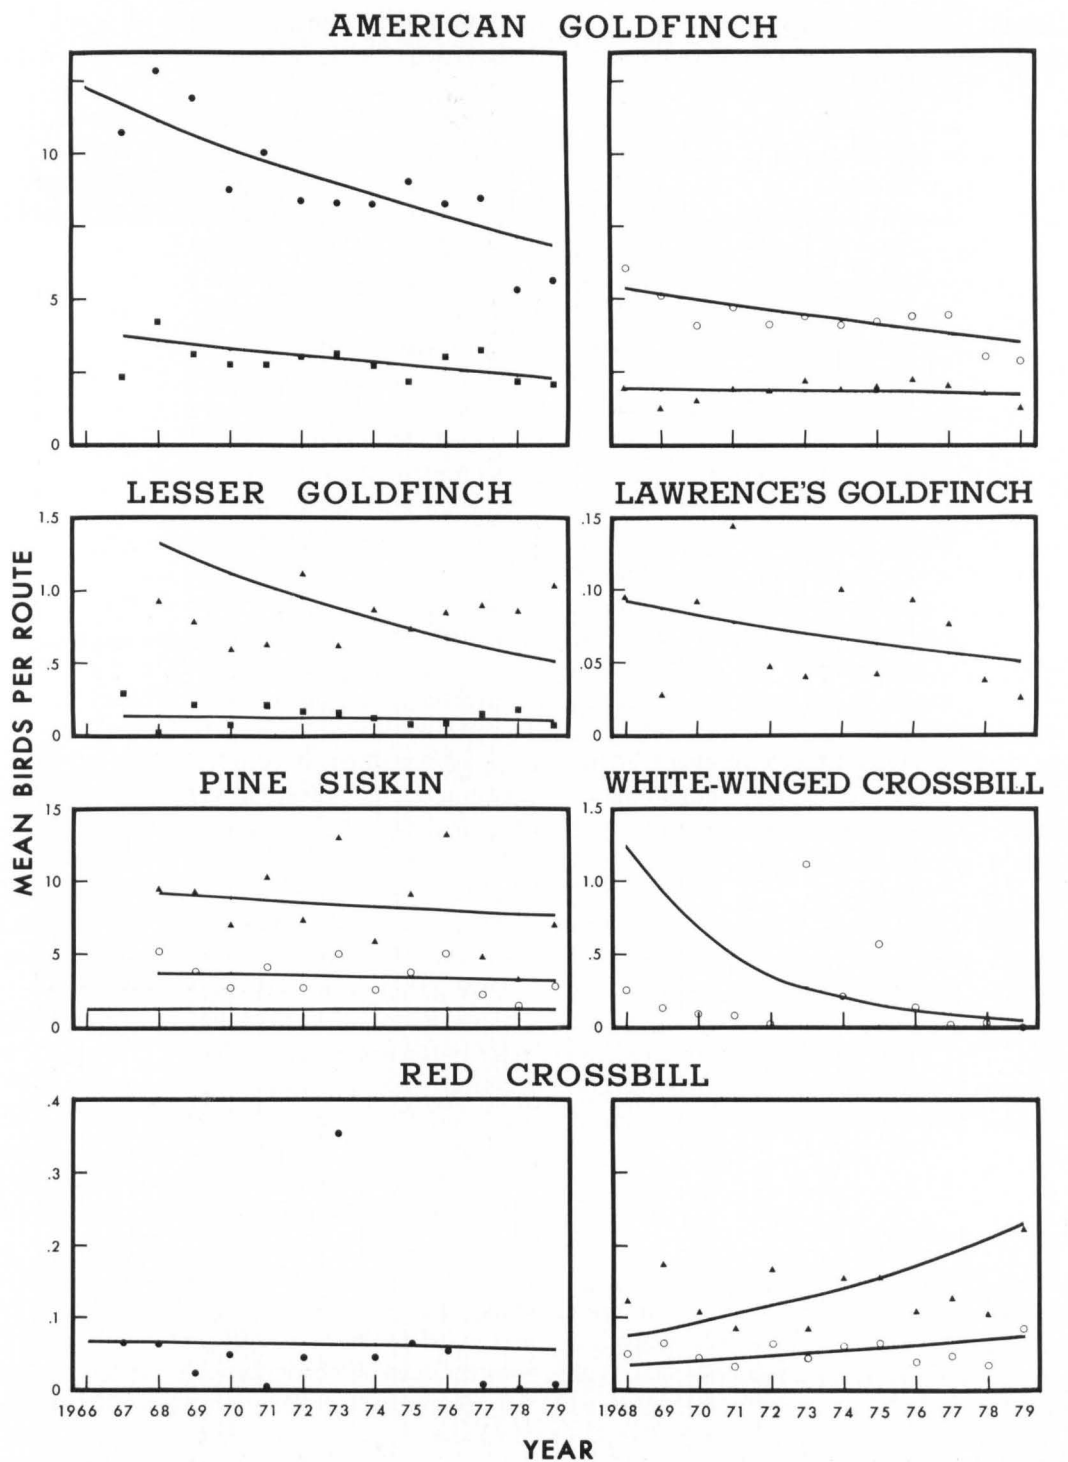 AMERICAN GOLDFINCH
10
5
0
LESSER GOLDFINCH
LAWRENCE'S GOLDFINCH
1.5
1.0
.5
0
.15
.10
.05
0
MEAN BIRDS PER ROUTE
PINE SISKIN
WHITE-WINGED CROSSBILL
15
10
5
0
1.5
1.0
.5
0
RED CROSSBILL
.4
.3
.2
.1
0
1966 67 68 69 70 71 72 73 74 75 76 77 78 79
1968 69 70 71 72 73 74 75 76 77 78 79
YEAR